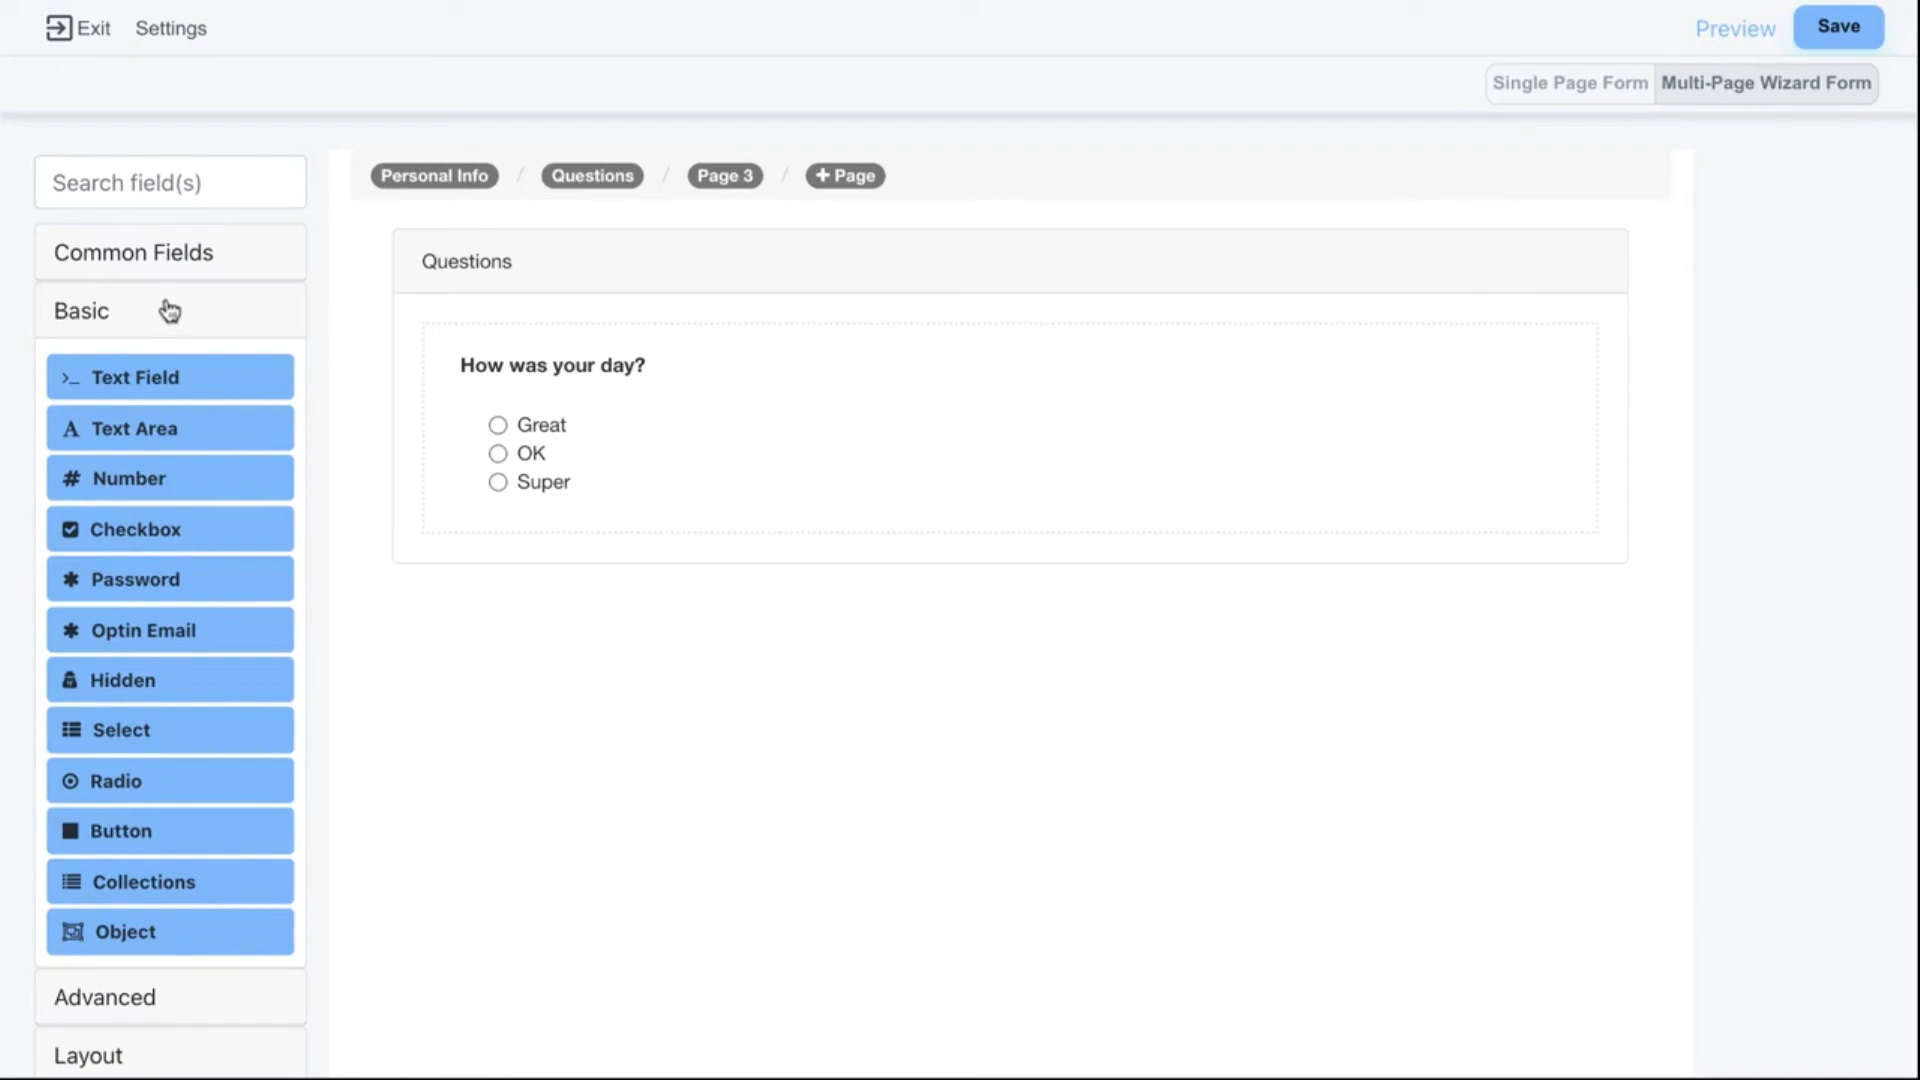 Exit Settings Preview Save
Single Page Form Multi-Page Wizard Form
Search field(s)
Common Fields
Basic
>_ Text Field
A Text Area
# Number
Checkbox
Password
Optin Email
Hidden
Select
Radio
Button
Collections
Object
Advanced
Layout
Personal Info / Questions / Page 3 / + Page
Questions
How was your day?
Great
OK
Super